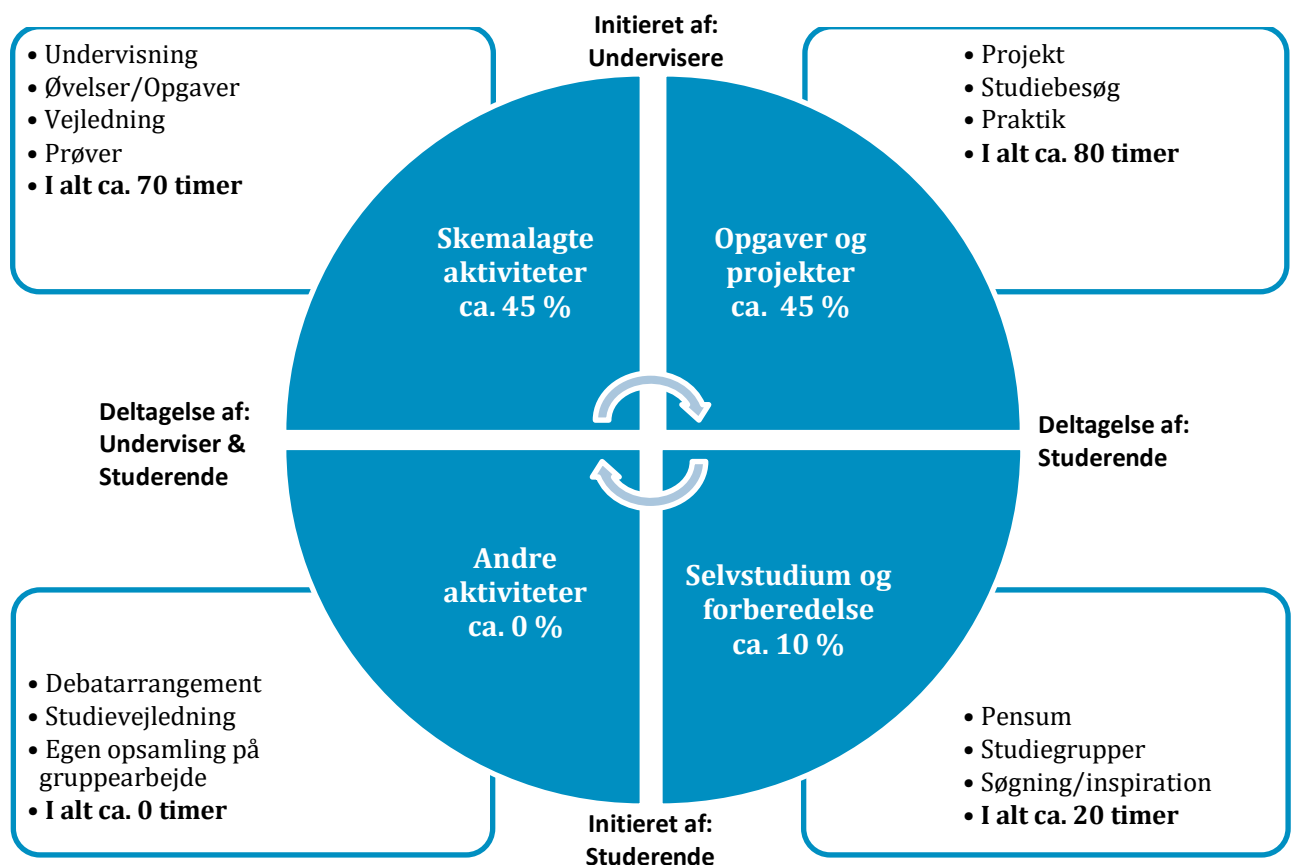 Initieret af:
Undervisere
• Undervisning
• Øvelser/Opgaver
• Vejledning
• Prøver
• I alt ca. 70 timer
• Projekt
• Studiebesøg
• Praktik
• I alt ca. 80 timer
Skemalagte
aktiviteter
ca. 45 %
Opgaver og
projekter
ca. 45 %
Deltagelse af:
Underviser &
Studerende
Deltagelse af:
Studerende
Andre
aktiviteter
ca. 0 %
Selvstudium og
forberedelse
ca. 10 %
• Debatarrangement
• Studievejledning
• Egen opsamling på
gruppearbejde
• I alt ca. 0 timer
• Pensum
• Studiegrupper
• Søgning/inspiration
• I alt ca. 20 timer
Initieret af:
Studerende